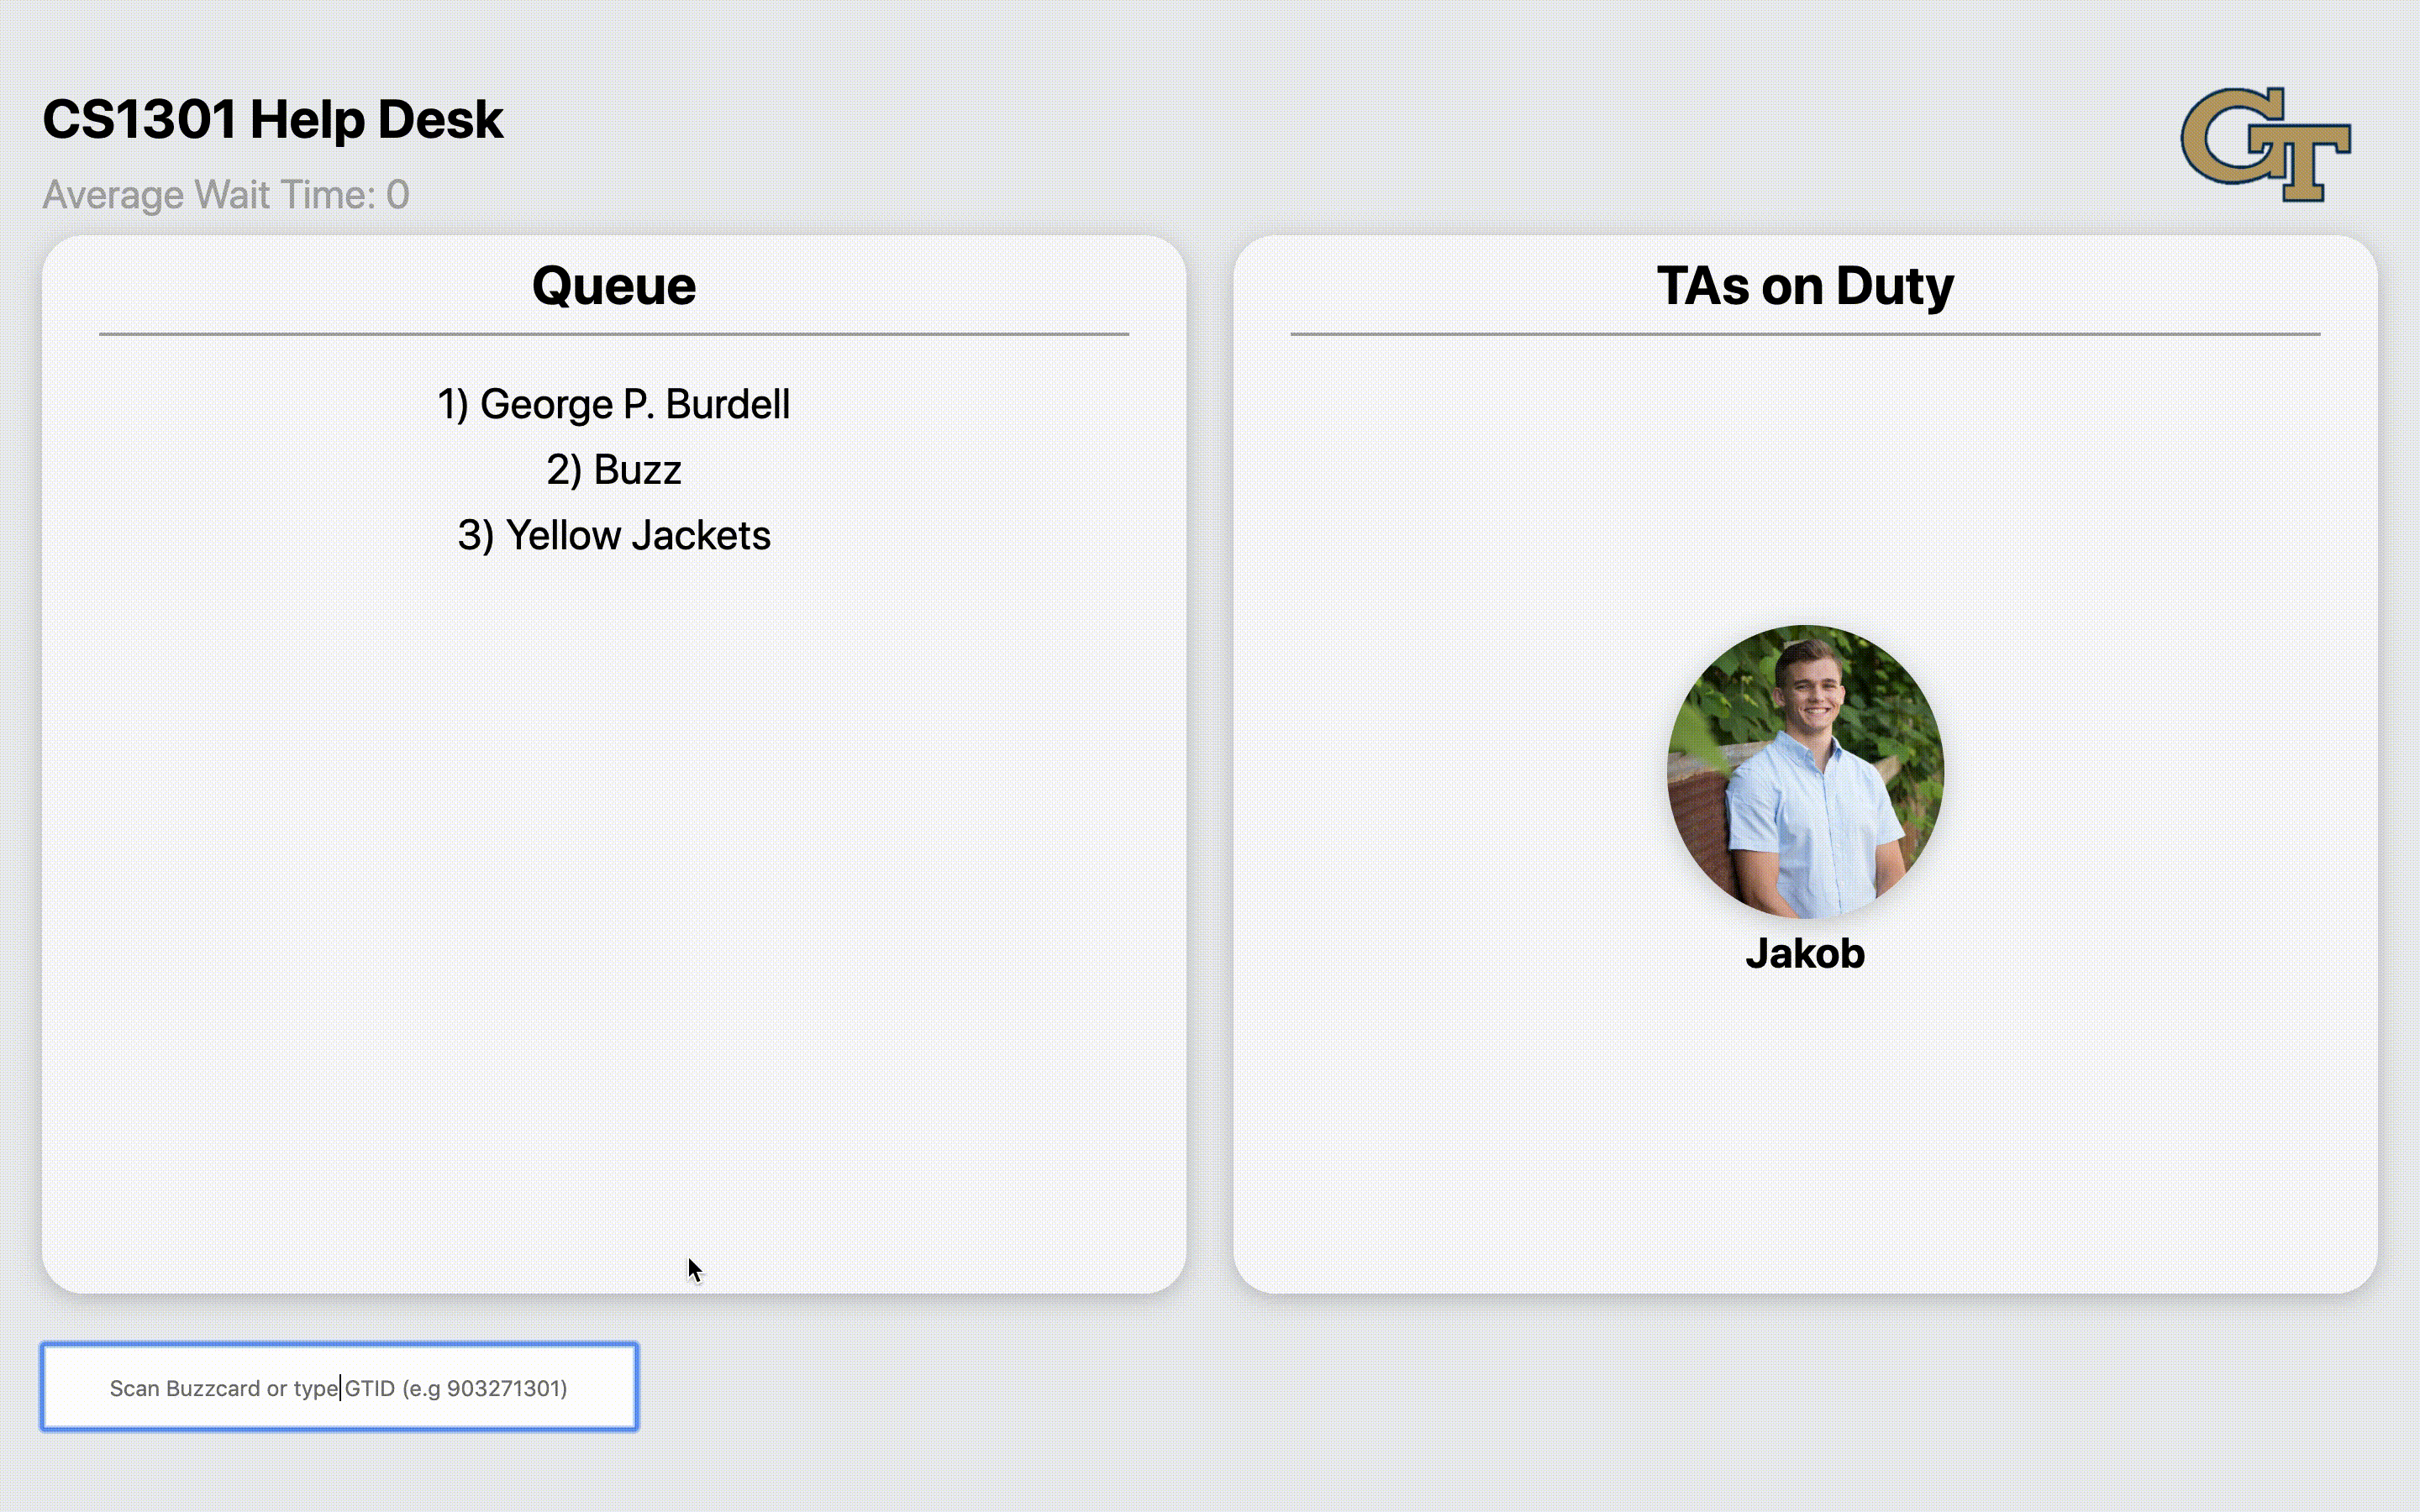 CS1301 Help Desk
Average Wait Time: 0
GT
Queue
1) George P. Burdell
2) Buzz
3) Yellow Jackets
TAs on Duty
Jakob
Scan Buzzcard or type GTID (e.g 903271301)